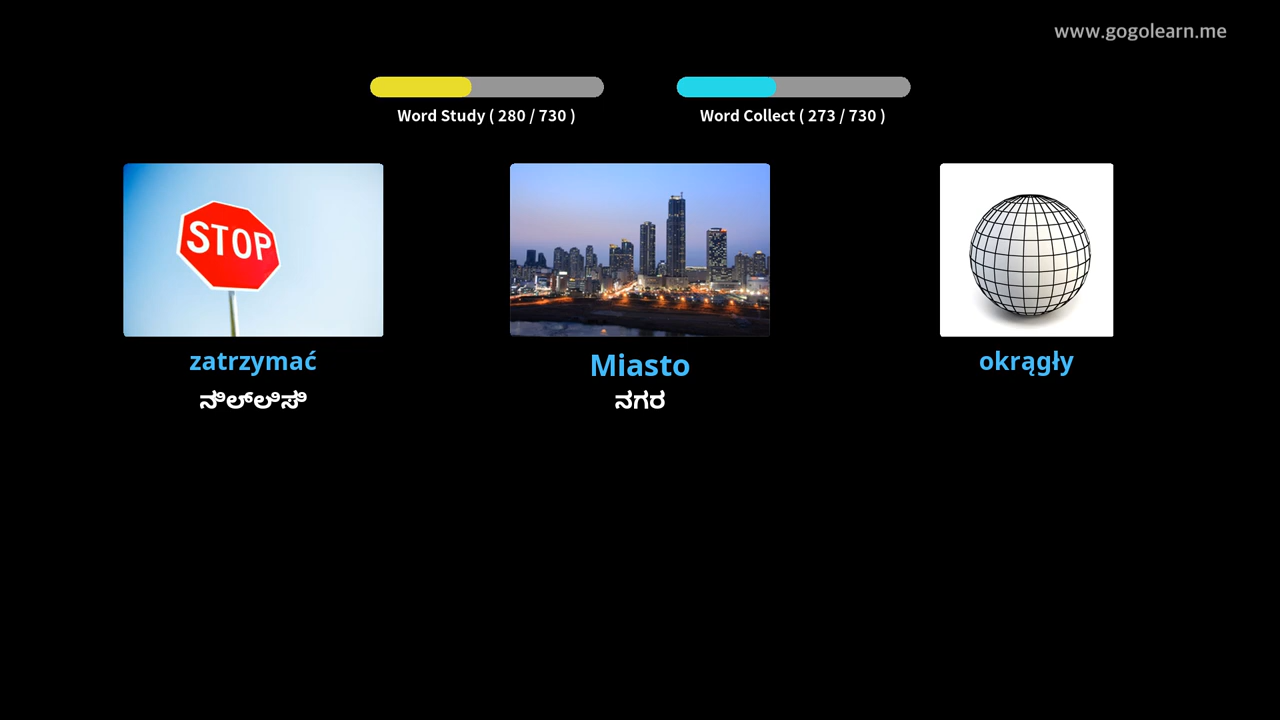 www.gogolearn.me
Word Study ( 280 / 730 )
Word Collect ( 273 / 730 )
STOP
zatrzymać
Miasto
okrągły
ನಿಲ್ಲಿಸಿ
ನಗರ